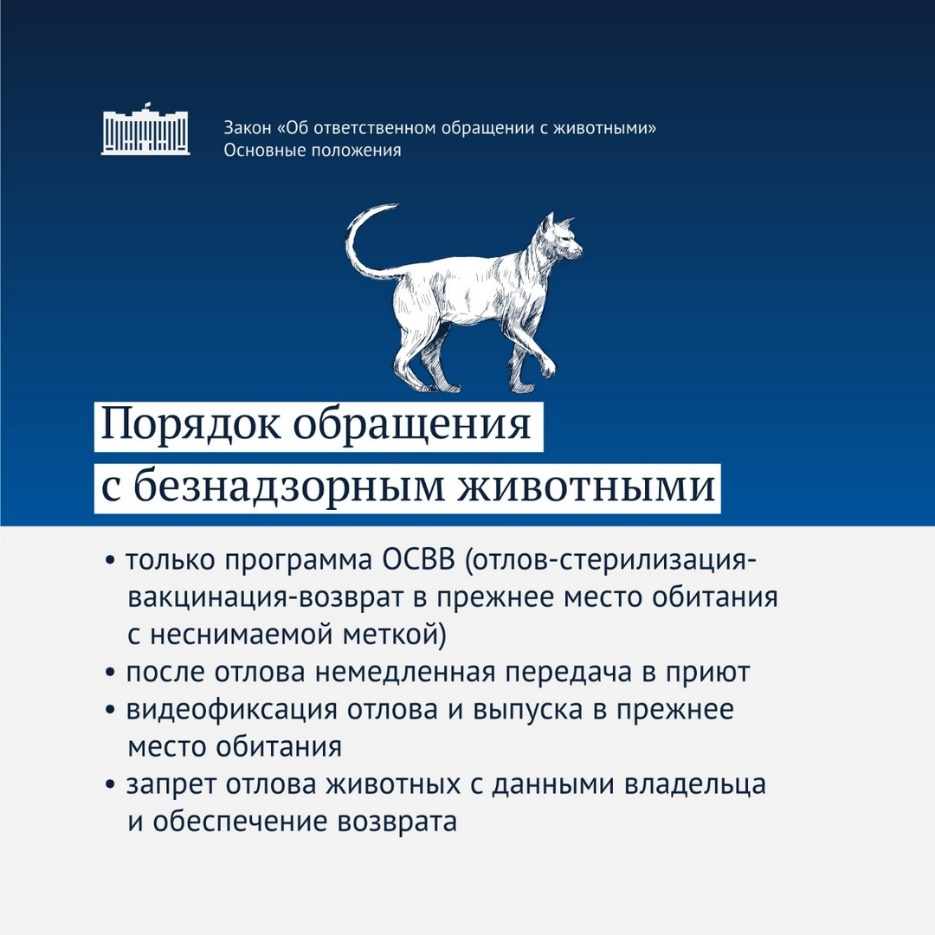 Закон «Об ответственном обращении с животными»
Основные положения
Порядок обращения
с безнадзорным животными
• только программа ОСВВ (отлов-стерилизация-
вакцинация-возврат в прежнее место обитания
с неснимаемой меткой)
• после отлова немедленная передача в приют
• видеофиксация отлова и выпуска в прежнее
место обитания
• запрет отлова животных с данными владельца
и обеспечение возврата